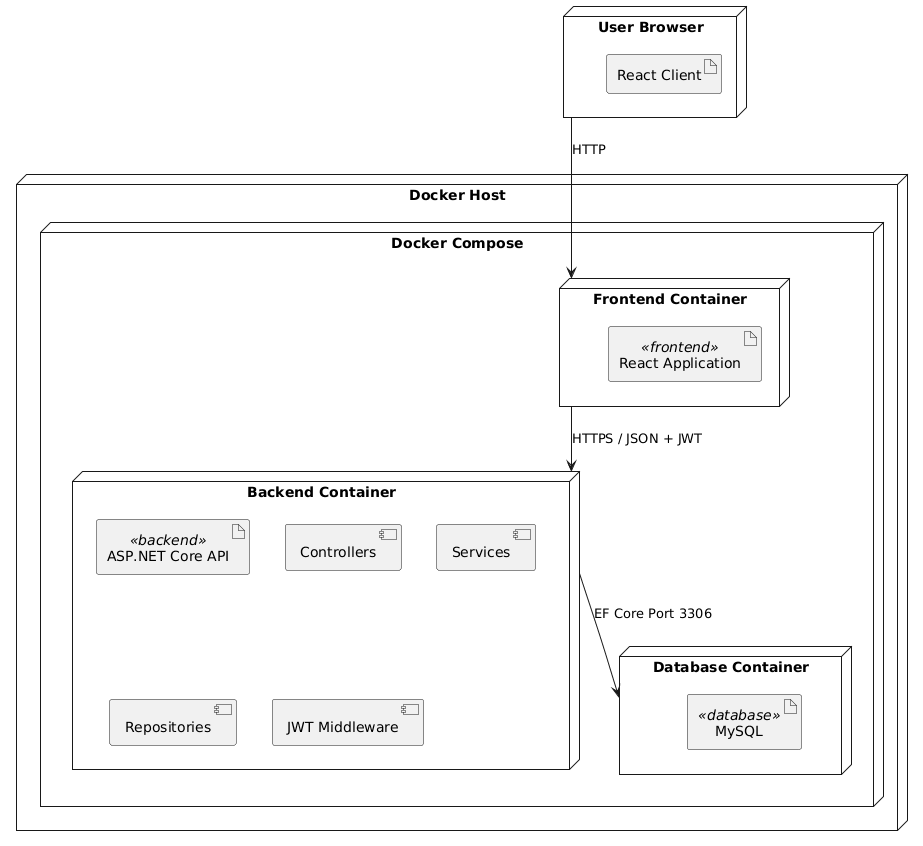 User Browser
React Client
HTTP
Docker Host
Docker Compose
Frontend Container
«frontend»
React Application
HTTPS / JSON + JWT
Backend Container
«backend»
ASP.NET Core API
Controllers
Services
EF Core Port 3306
Database Container
«database»
MySQL
Repositories
JWT Middleware